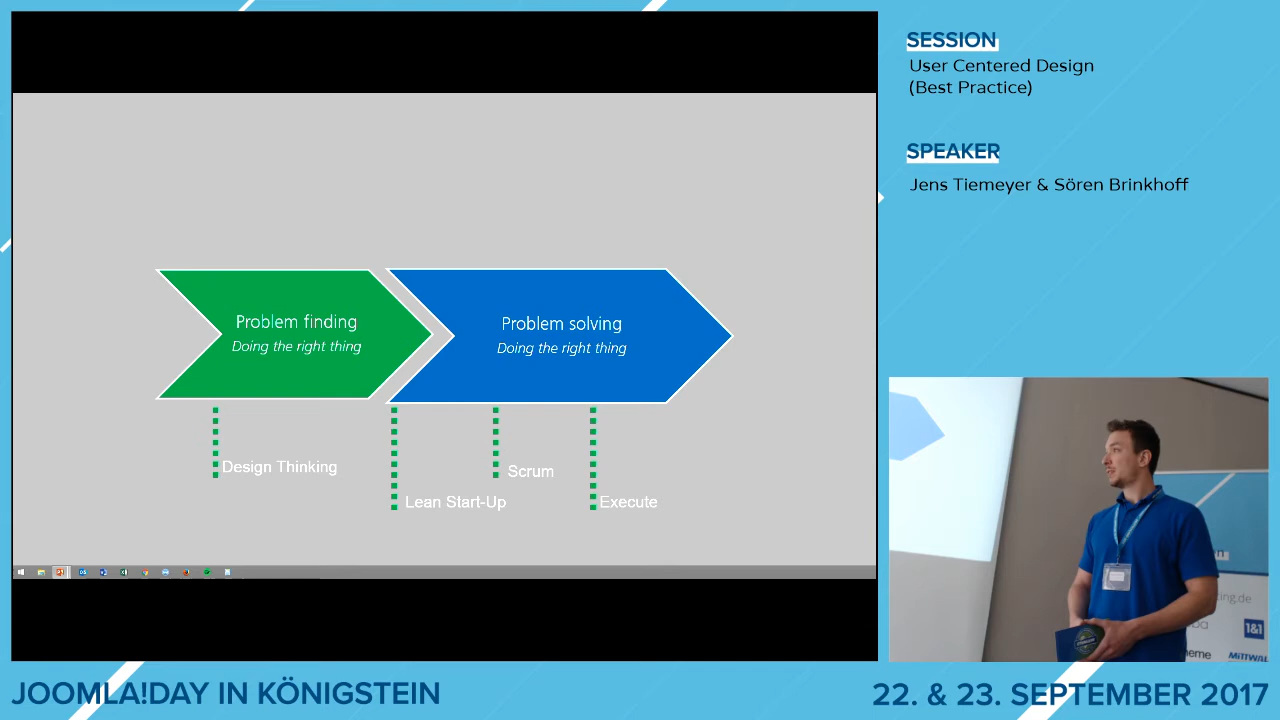 SESSION
User Centered Design
(Best Practice)
SPEAKER
Jens Tiemeyer & Sören Brinkhoff
Problem finding
Doing the right thing
Problem solving
Doing the right thing
Design Thinking
Scrum
Lean Start-Up
Execute
1&1
JOOMLA!DAY IN KÖNIGSTEIN
22. & 23. SEPTEMBER 2017